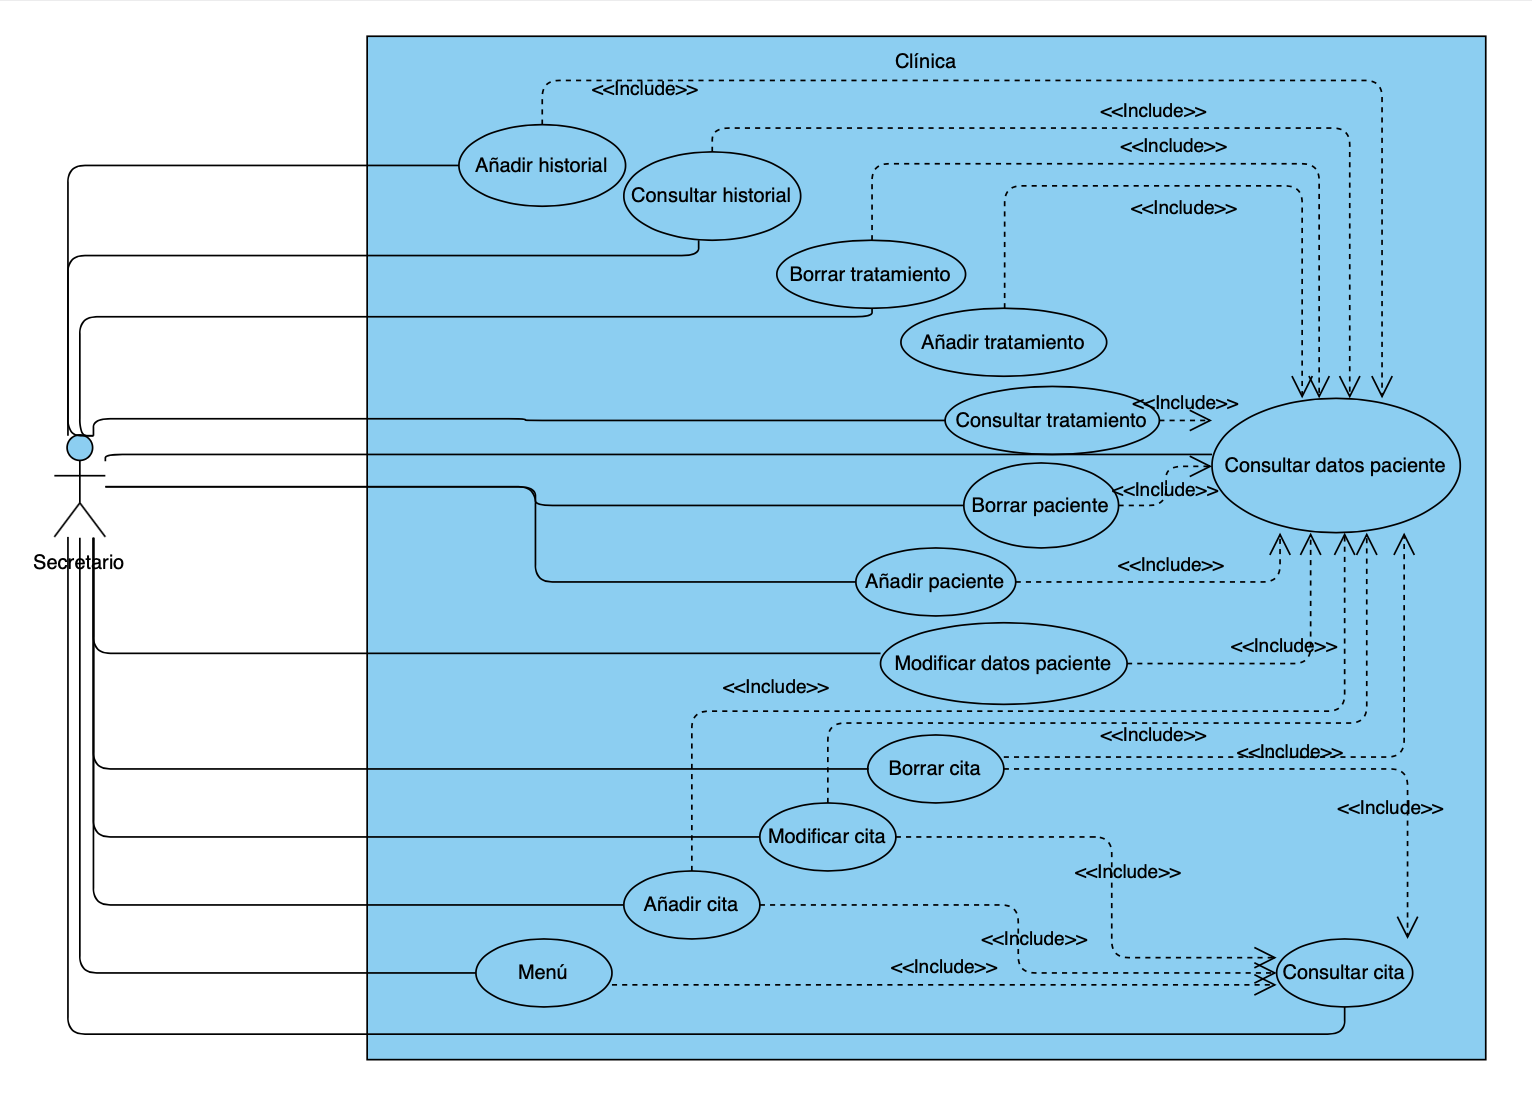 Clínica
<<Include>>
<<Include>>
<<Include>>
Añadir historial
Consultar historial
<<Include>>
Borrar tratamiento
Añadir tratamiento
<<Include>>
Consultar tratamiento
Consultar datos paciente
<<Include>>
Borrar paciente
Secretario
<<Include>>
Añadir paciente
<<Include>>
Modificar datos paciente
<<Include>>
<<Include>>
<<Include>>
Borrar cita
<<Include>>
Modificar cita
<<Include>>
Añadir cita
<<Include>>
<<Include>>
Menú
Consultar cita